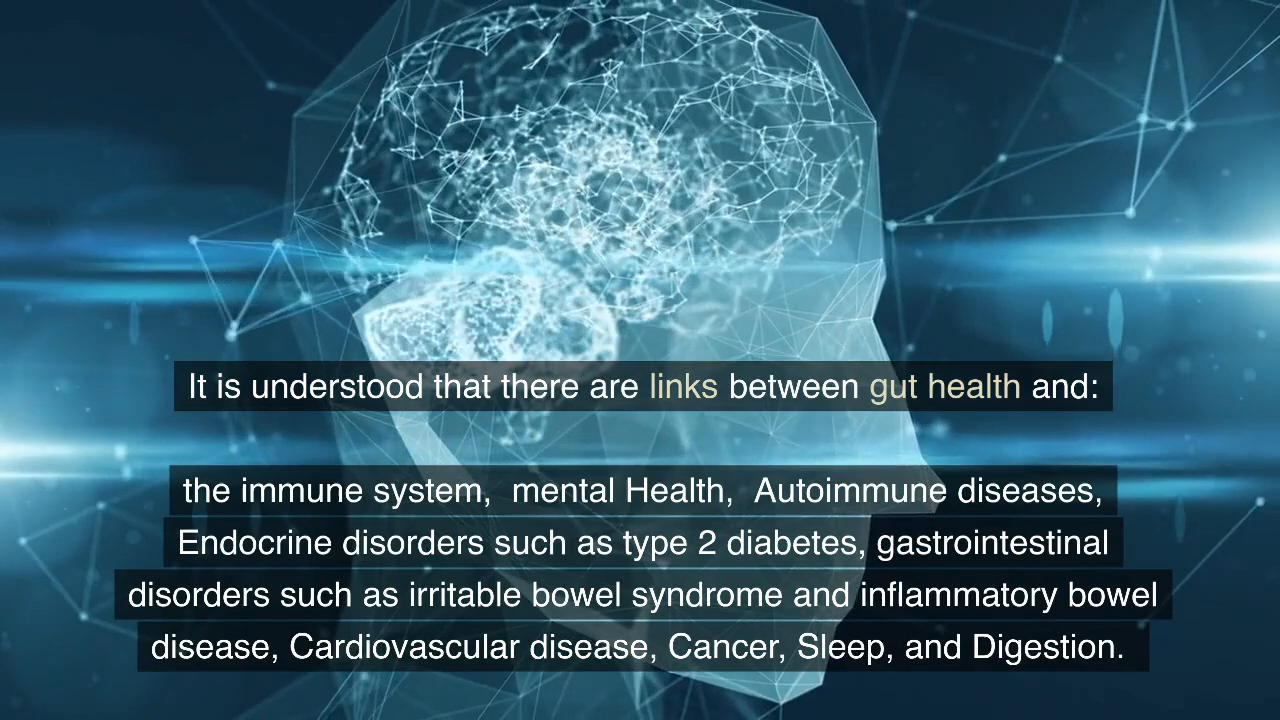 It is understood that there are links between gut health and:
the immune system,  mental Health,  Autoimmune diseases,
Endocrine disorders such as type 2 diabetes, gastrointestinal
disorders such as irritable bowel syndrome and inflammatory bowel
disease, Cardiovascular disease, Cancer, Sleep, and Digestion.